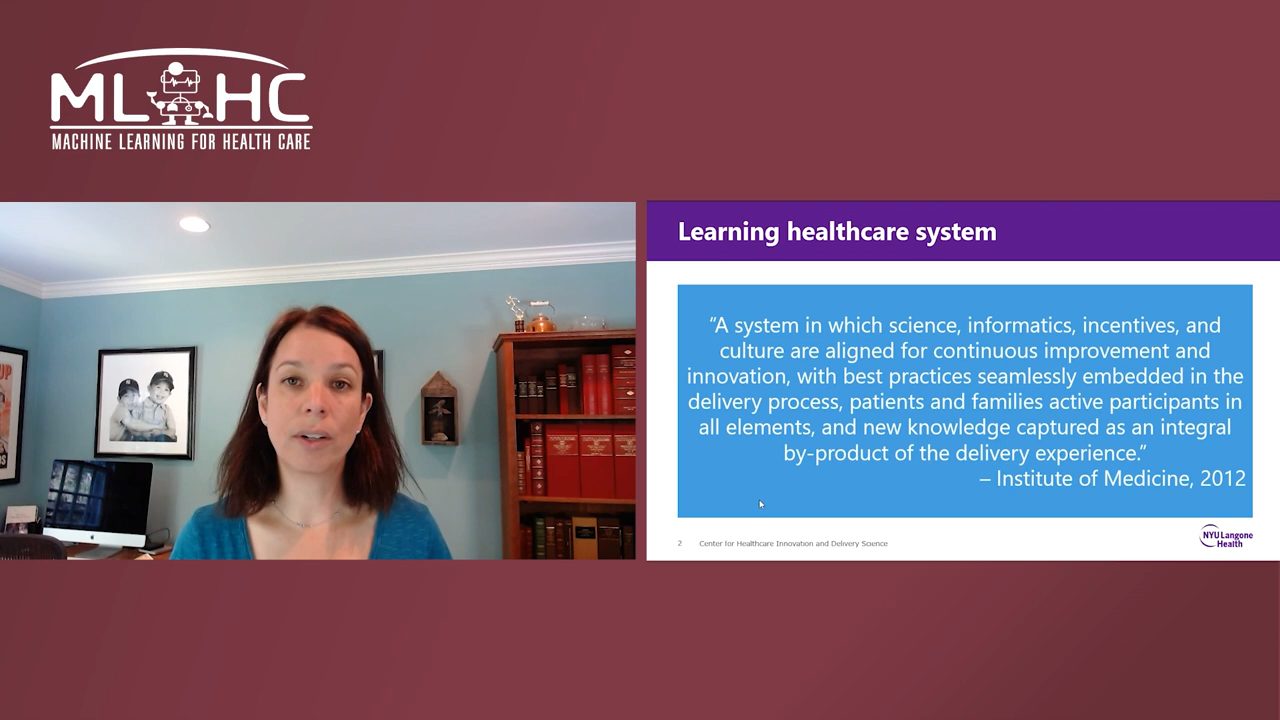 ML HC
MACHINE LEARNING FOR HEALTH CARE
UP
Learning healthcare system
“A system in which science, informatics, incentives, and
culture are aligned for continuous improvement and
innovation, with best practices seamlessly embedded in the
delivery process, patients and families active participants in
all elements, and new knowledge captured as an integral
by-product of the delivery experience.”
– Institute of Medicine, 2012
2 Center for Healthcare Innovation and Delivery Science
NYU Langone
Health